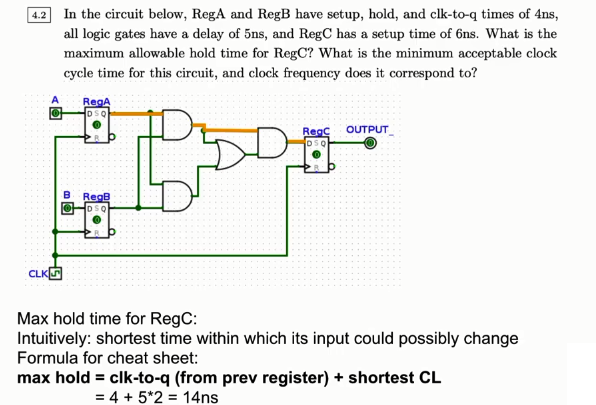 4.2 In the circuit below, RegA and RegB have setup, hold, and clk-to-q times of 4ns,
all logic gates have a delay of 5ns, and RegC has a setup time of 6ns. What is the
maximum allowable hold time for RegC? What is the minimum acceptable clock
cycle time for this circuit, and clock frequency does it correspond to?
A RegA
D S Q
0
R
RegC OUTPUT_
D S Q
0
R
B RegB
D S Q
0
R
CLK
Max hold time for RegC:
Intuitively: shortest time within which its input could possibly change
Formula for cheat sheet:
max hold = clk-to-q (from prev register) + shortest CL
= 4 + 5*2 = 14ns